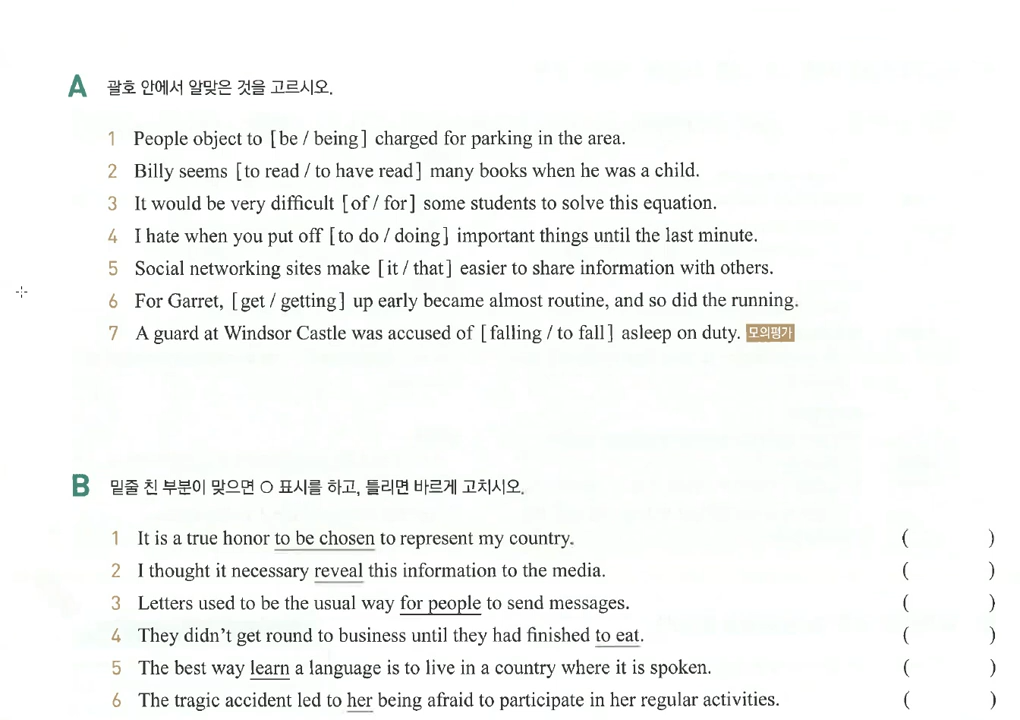 A 괄호 안에서 알맞은 것을 고르시오.
1 People object to [be / being] charged for parking in the area.
2 Billy seems [to read / to have read] many books when he was a child.
3 It would be very difficult [of / for] some students to solve this equation.
4 I hate when you put off [to do / doing] important things until the last minute.
5 Social networking sites make [it / that] easier to share information with others.
6 For Garret, [get / getting] up early became almost routine, and so did the running.
7 A guard at Windsor Castle was accused of [falling / to fall] asleep on duty. 모의평가
B 밑줄 친 부분이 맞으면 O 표시를 하고, 틀리면 바르게 고치시오.
1 It is a true honor to be chosen to represent my country. ( )
2 I thought it necessary reveal this information to the media. ( )
3 Letters used to be the usual way for people to send messages. ( )
4 They didn't get round to business until they had finished to eat. ( )
5 The best way learn a language is to live in a country where it is spoken. ( )
6 The tragic accident led to her being afraid to participate in her regular activities. ( )